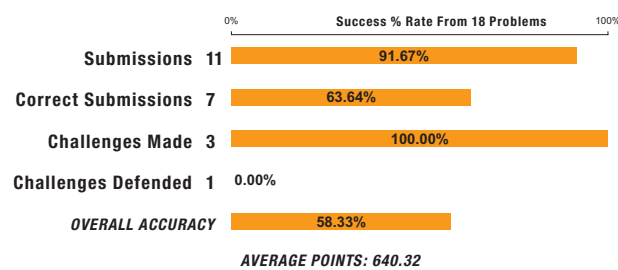 0% Success % Rate From 18 Problems 100%
Submissions 11 91.67%
Correct Submissions 7 63.64%
Challenges Made 3 100.00%
Challenges Defended 1 0.00%
OVERALL ACCURACY 58.33%
AVERAGE POINTS: 640.32